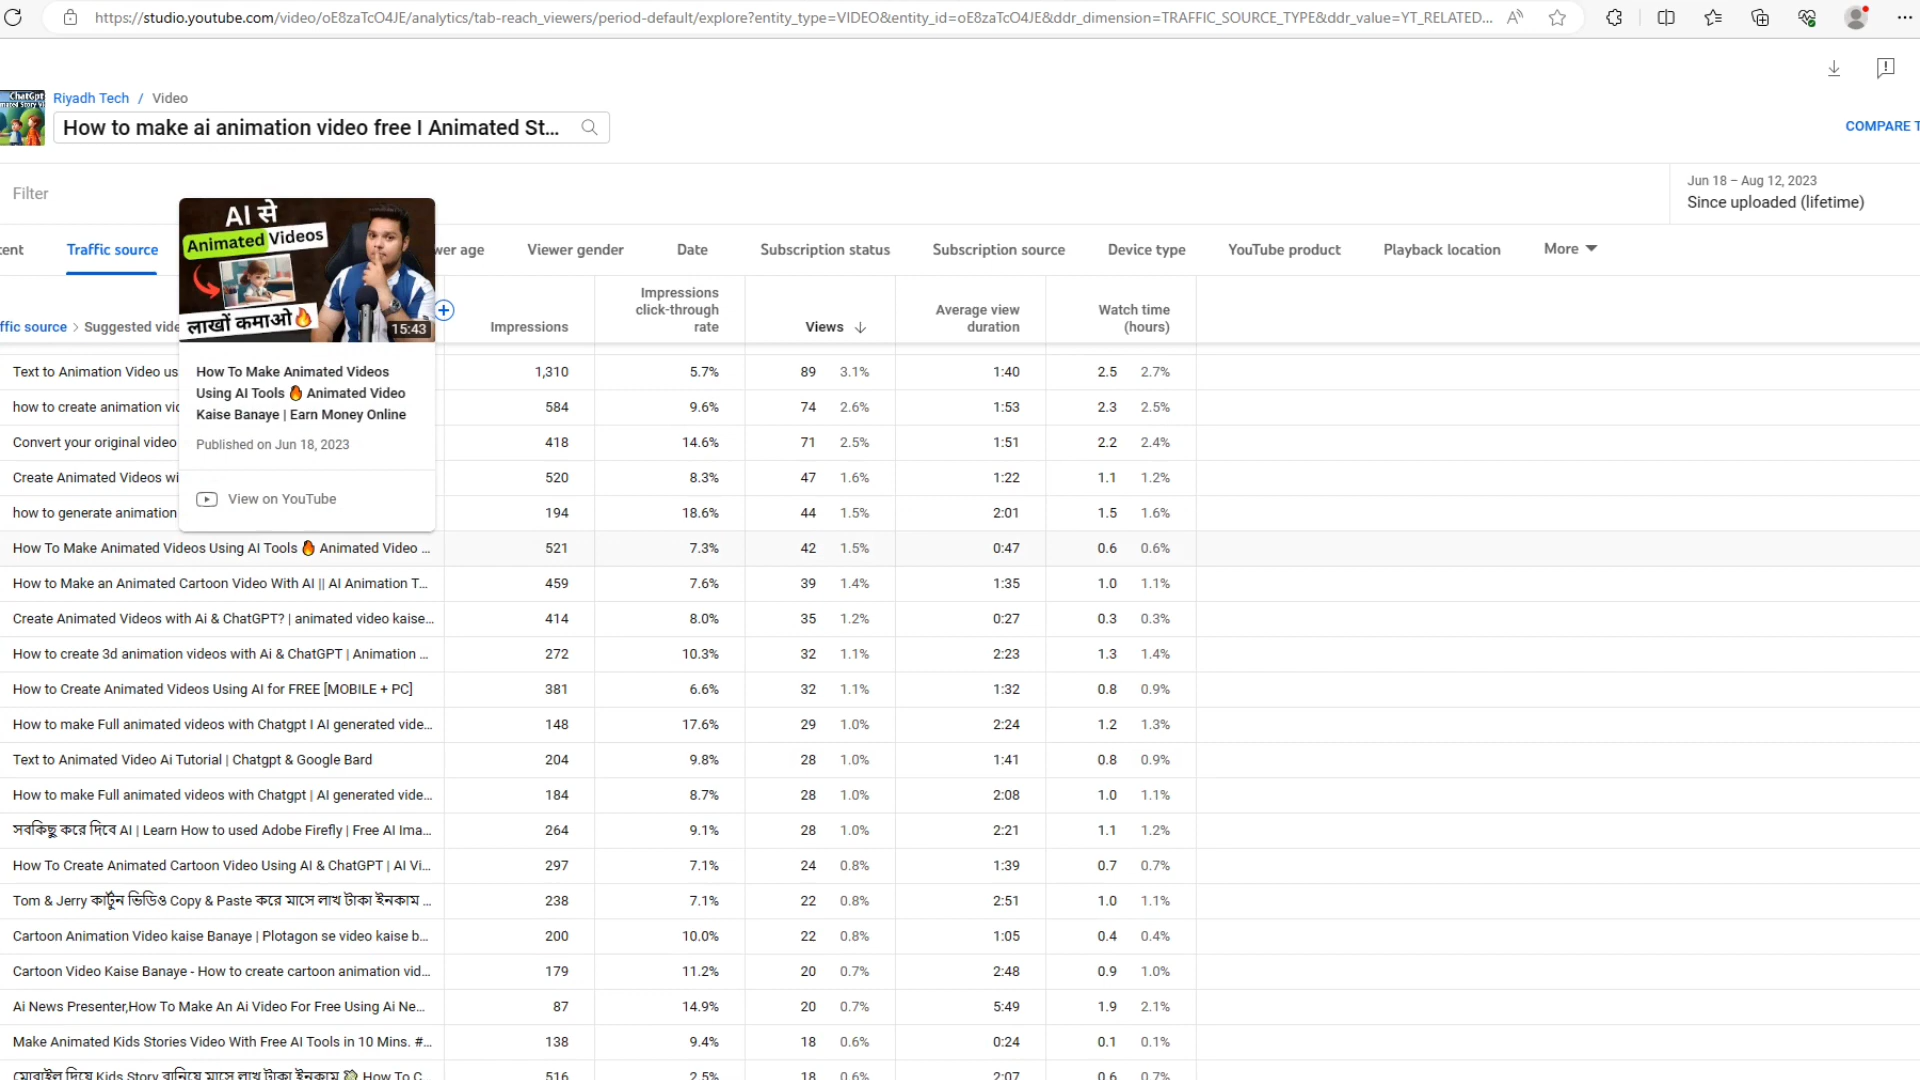 https://studio.youtube.com/video/oE8zaTcO4JE/analytics/tab-reach_viewers/period-default/explore?entity_type=VIDEO&entity_id=oE8zaTcO4JE&ddr_dimension=TRAFFIC_SOURCE_TYPE&ddr_value=YT_RELATED...
ChatGpt
Riyadh Tech / Video
How to make ai animation video free I Animated St...
COMPARE T
Filter
Jun 18 – Aug 12, 2023
Since uploaded (lifetime)
AI से
Animated Videos
लाखों कमाओ
15:43
ent Traffic source wer age Viewer gender Date Subscription status Subscription source Device type YouTube product Playback location More
ffic source > Suggested vide Impressions Impressions click-through rate Views Average view duration Watch time (hours)
How To Make Animated Videos
Using AI Tools 🔥 Animated Video
Kaise Banaye | Earn Money Online
Published on Jun 18, 2023
View on YouTube
Text to Animation Video us 1,310 5.7% 89 3.1% 1:40 2.5 2.7%
how to create animation vid 584 9.6% 74 2.6% 1:53 2.3 2.5%
Convert your original video 418 14.6% 71 2.5% 1:51 2.2 2.4%
Create Animated Videos wi 520 8.3% 47 1.6% 1:22 1.1 1.2%
how to generate animation 194 18.6% 44 1.5% 2:01 1.5 1.6%
How To Make Animated Videos Using AI Tools 🔥 Animated Video ... 521 7.3% 42 1.5% 0:47 0.6 0.6%
How to Make an Animated Cartoon Video With AI || AI Animation T... 459 7.6% 39 1.4% 1:35 1.0 1.1%
Create Animated Videos with Ai & ChatGPT? | animated video kaise... 414 8.0% 35 1.2% 0:27 0.3 0.3%
How to create 3d animation videos with Ai & ChatGPT | Animation ... 272 10.3% 32 1.1% 2:23 1.3 1.4%
How to Create Animated Videos Using AI for FREE [MOBILE + PC] 381 6.6% 32 1.1% 1:32 0.8 0.9%
How to make Full animated videos with Chatgpt I AI generated vide... 148 17.6% 29 1.0% 2:24 1.2 1.3%
Text to Animated Video Ai Tutorial | Chatgpt & Google Bard 204 9.8% 28 1.0% 1:41 0.8 0.9%
How to make Full animated videos with Chatgpt | AI generated vide... 184 8.7% 28 1.0% 2:08 1.0 1.1%
সবকিছু করে দিবে AI | Learn How to used Adobe Firefly | Free AI Ima... 264 9.1% 28 1.0% 2:21 1.1 1.2%
How To Create Animated Cartoon Video Using AI & ChatGPT | AI Vi... 297 7.1% 24 0.8% 1:39 0.7 0.7%
Tom & Jerry কার্টুন ভিডিও Copy & Paste করে মাসে লাখ টাকা ইনকাম ... 238 7.1% 22 0.8% 2:51 1.0 1.1%
Cartoon Animation Video kaise Banaye | Plotagon se video kaise b... 200 10.0% 22 0.8% 1:05 0.4 0.4%
Cartoon Video Kaise Banaye - How to create cartoon animation vid... 179 11.2% 20 0.7% 2:48 0.9 1.0%
Ai News Presenter,How To Make An Ai Video For Free Using Ai Ne... 87 14.9% 20 0.7% 5:49 1.9 2.1%
Make Animated Kids Stories Video With Free AI Tools in 10 Mins. #... 138 9.4% 18 0.6% 0:24 0.1 0.1%
মোবাইল দিয়ে Kids Story বানিয়ে মাসে লাখ টাকা ইনকাম 🤑 How To C... 516 2.5% 18 0.6% 2:07 0.6 0.7%